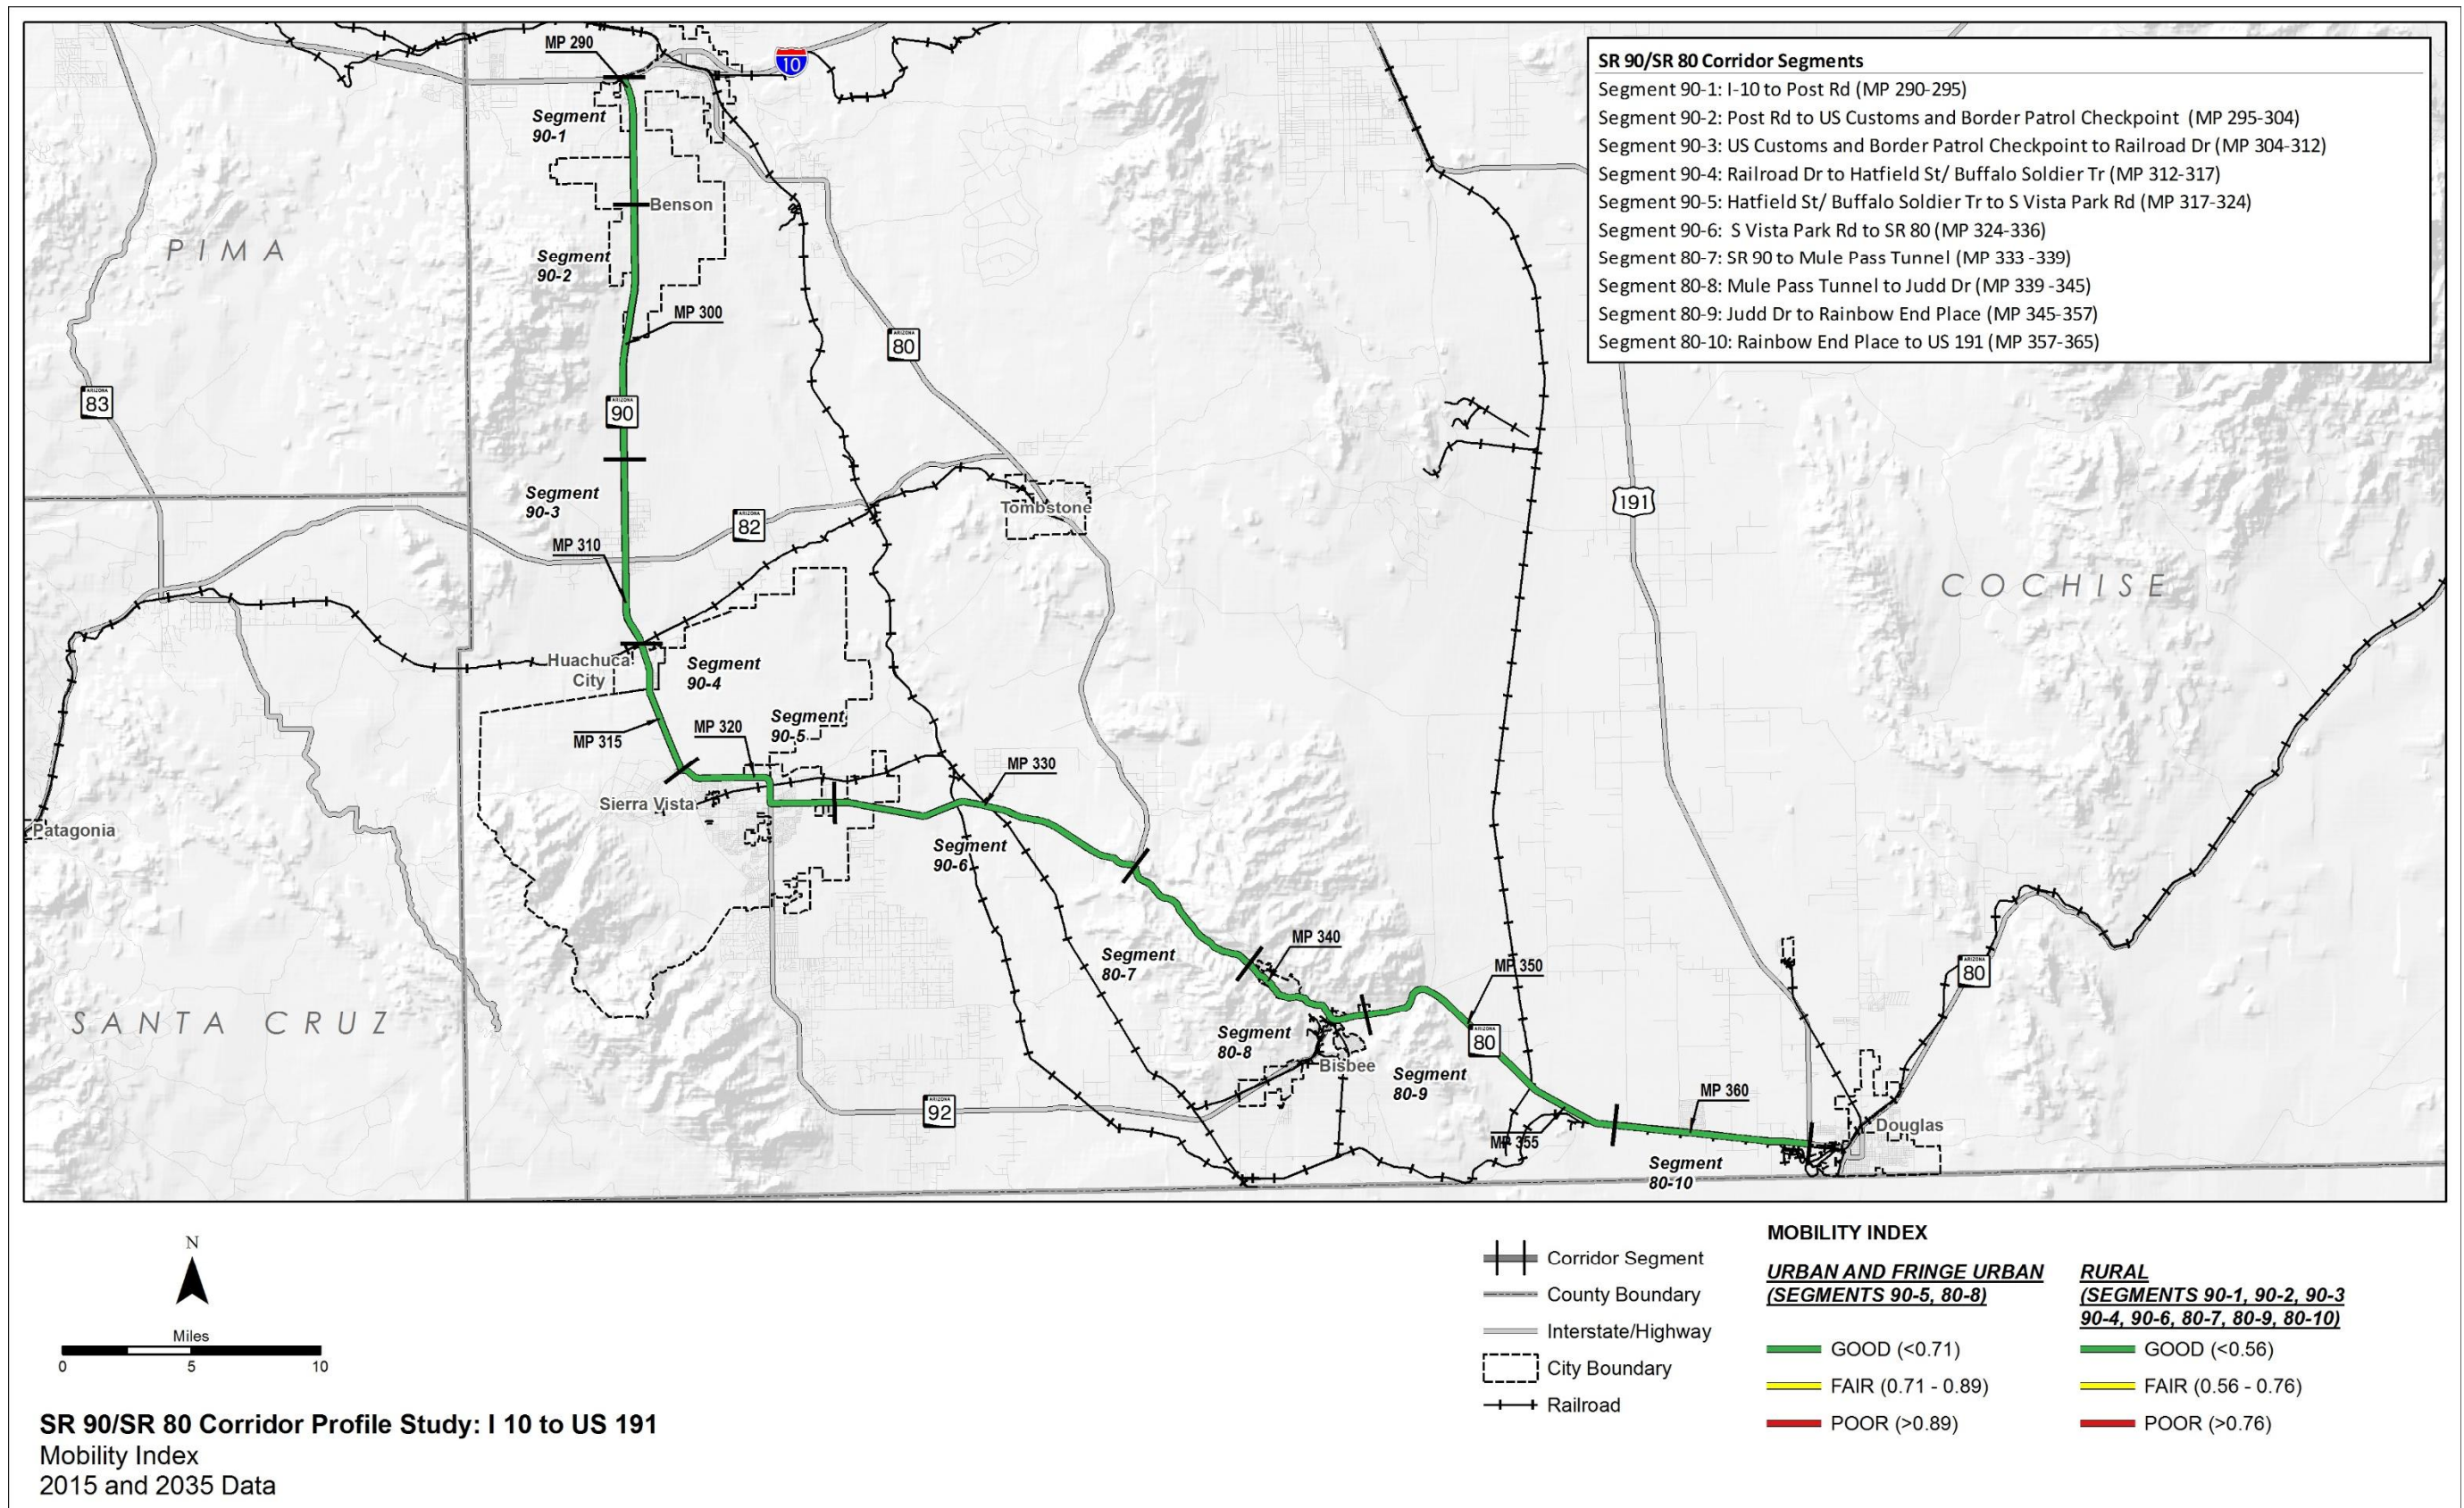 MP 290
10
SR 90/SR 80 Corridor Segments
Segment 90-1: I-10 to Post Rd (MP 290-295)
Segment 90-2: Post Rd to US Customs and Border Patrol Checkpoint (MP 295-304)
Segment 90-3: US Customs and Border Patrol Checkpoint to Railroad Dr (MP 304-312)
Segment 90-4: Railroad Dr to Hatfield St/ Buffalo Soldier Tr (MP 312-317)
Segment 90-5: Hatfield St/ Buffalo Soldier Tr to S Vista Park Rd (MP 317-324)
Segment 90-6: S Vista Park Rd to SR 80 (MP 324-336)
Segment 80-7: SR 90 to Mule Pass Tunnel (MP 333 -339)
Segment 80-8: Mule Pass Tunnel to Judd Dr (MP 339 -345)
Segment 80-9: Judd Dr to Rainbow End Place (MP 345-357)
Segment 80-10: Rainbow End Place to US 191 (MP 357-365)
Segment
90-1
Benson
PIMA
Segment
90-2
MP 300
ARIZONA
80
ARIZONA
83
ARIZONA
90
Segment
90-3
191
Tombstone
ARIZONA
82
MP 310
COCHISE
Huachuca
City
Segment
90-4
Segment
90-5
MP 320
MP 315
MP 330
Sierra Vista
Patagonia
Segment
90-6
MP 340
Segment
80-7
MP 350
ARIZONA
80
SANTA CRUZ
Segment
80-8
ARIZONA
80
Bisbee
Segment
80-9
MP 360
ARIZONA
92
Douglas
MP 355
Segment
80-10
N
Miles
0 5 10
SR 90/SR 80 Corridor Profile Study: I 10 to US 191
Mobility Index
2015 and 2035 Data
Corridor Segment
County Boundary
Interstate/Highway
City Boundary
Railroad
MOBILITY INDEX
URBAN AND FRINGE URBAN
(SEGMENTS 90-5, 80-8)
GOOD (<0.71)
FAIR (0.71 - 0.89)
POOR (>0.89)
RURAL
(SEGMENTS 90-1, 90-2, 90-3
90-4, 90-6, 80-7, 80-9, 80-10)
GOOD (<0.56)
FAIR (0.56 - 0.76)
POOR (>0.76)